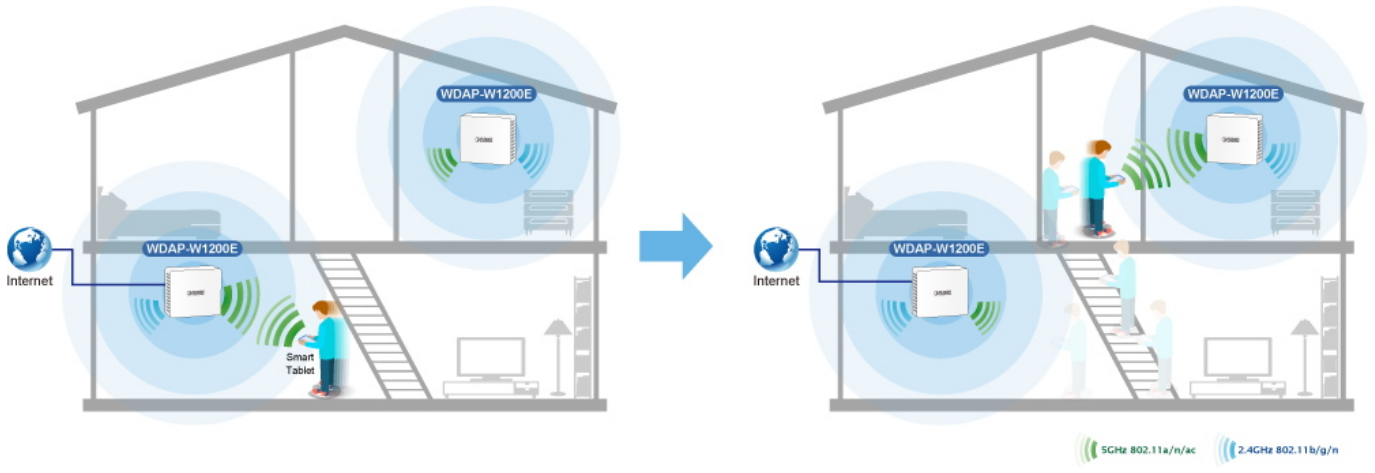 WDAP-W1200E
WDAP-W1200E
Internet
Smart
Tablet
WDAP-W1200E
WDAP-W1200E
Internet
5GHz 802.11a/n/ac
2.4GHz 802.11b/g/n